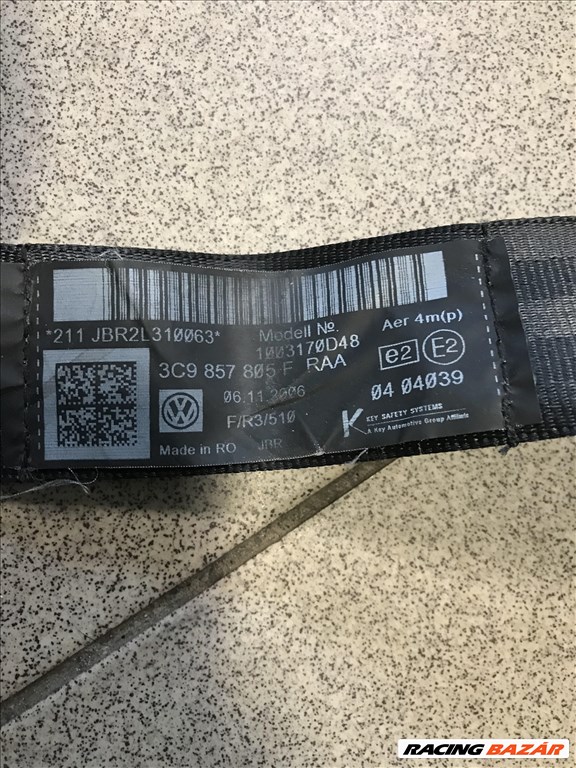 *211 JBR2L310063*
Modell No.
1003170D48
Aer 4m(p)
3C9 857 805 F RAA
e2 E2
06.11.2006
04 04039
F/R3/510
KEY SAFETY SYSTEMS
A Key Automotive Group Affiliate
Made in RO JBR
RACING BAZÁR